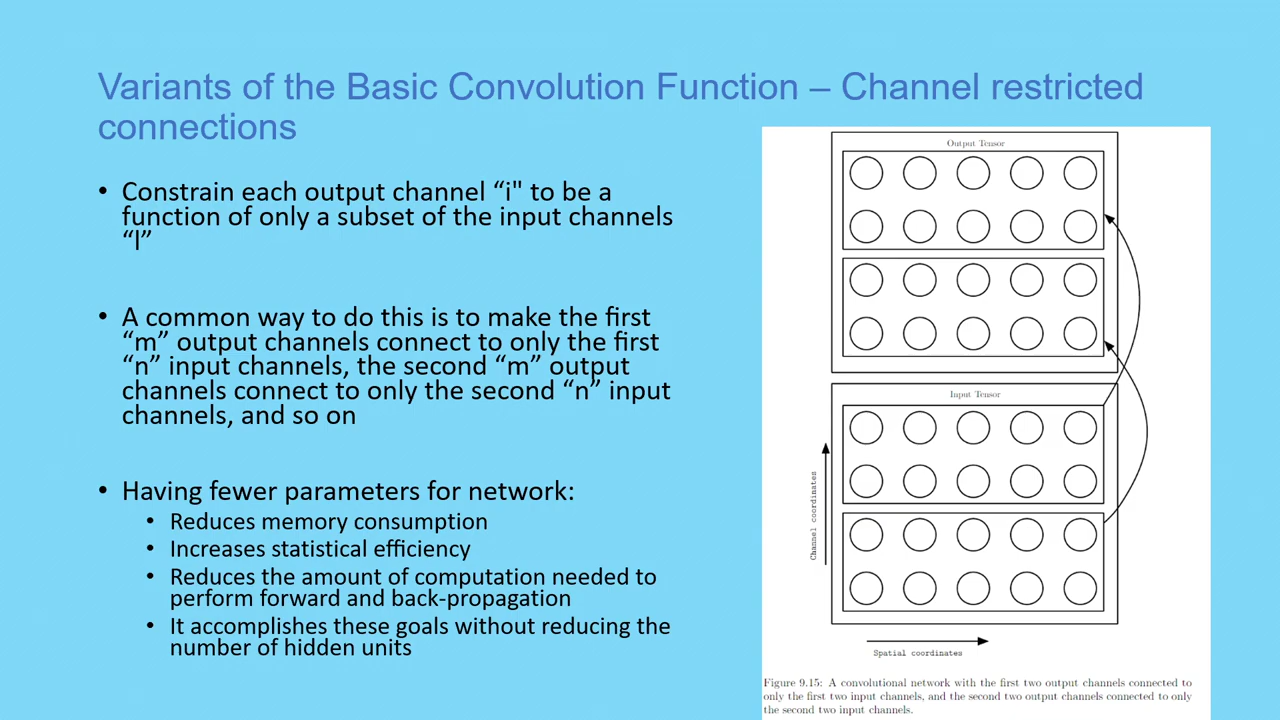 Variants of the Basic Convolution Function – Channel restricted
connections
• Constrain each output channel “i" to be a
function of only a subset of the input channels
“l”
• A common way to do this is to make the first
“m” output channels connect to only the first
“n” input channels, the second “m” output
channels connect to only the second “n” input
channels, and so on
• Having fewer parameters for network:
• Reduces memory consumption
• Increases statistical efficiency
• Reduces the amount of computation needed to
perform forward and back-propagation
• It accomplishes these goals without reducing the
number of hidden units
Output Tensor
Input Tensor
Channel coordinates
Spatial coordinates
Figure 9.15: A convolutional network with the first two output channels connected to
only the first two input channels, and the second two output channels connected to only
the second two input channels.